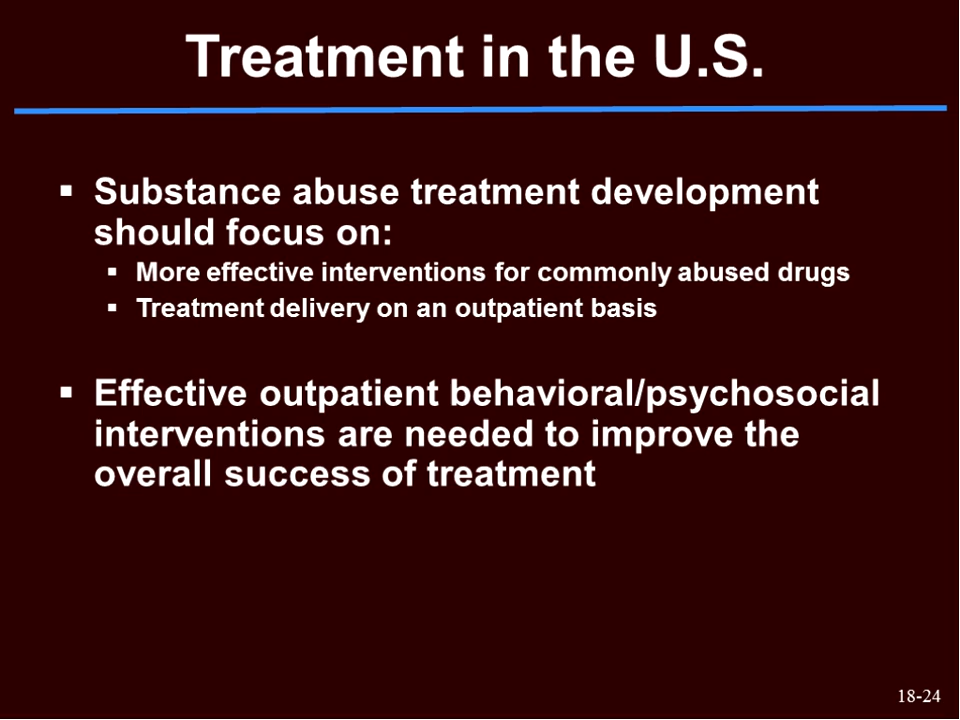 Treatment in the U.S.
▪ Substance abuse treatment development
should focus on:
▪ More effective interventions for commonly abused drugs
▪ Treatment delivery on an outpatient basis
▪ Effective outpatient behavioral/psychosocial
interventions are needed to improve the
overall success of treatment
18-24